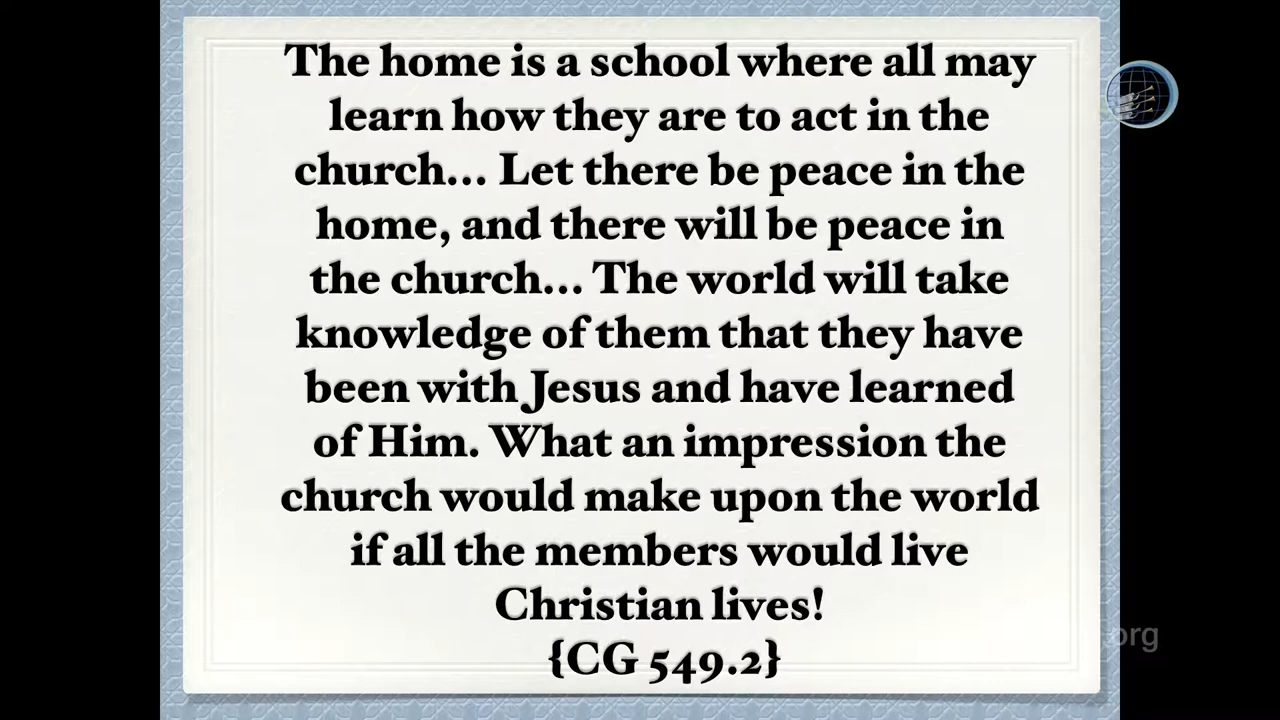 The home is a school where all may
learn how they are to act in the
church... Let there be peace in the
home, and there will be peace in
the church... The world will take
knowledge of them that they have
been with Jesus and have learned
of Him. What an impression the
church would make upon the world
if all the members would live
Christian lives!
{CG 549.2}
.org